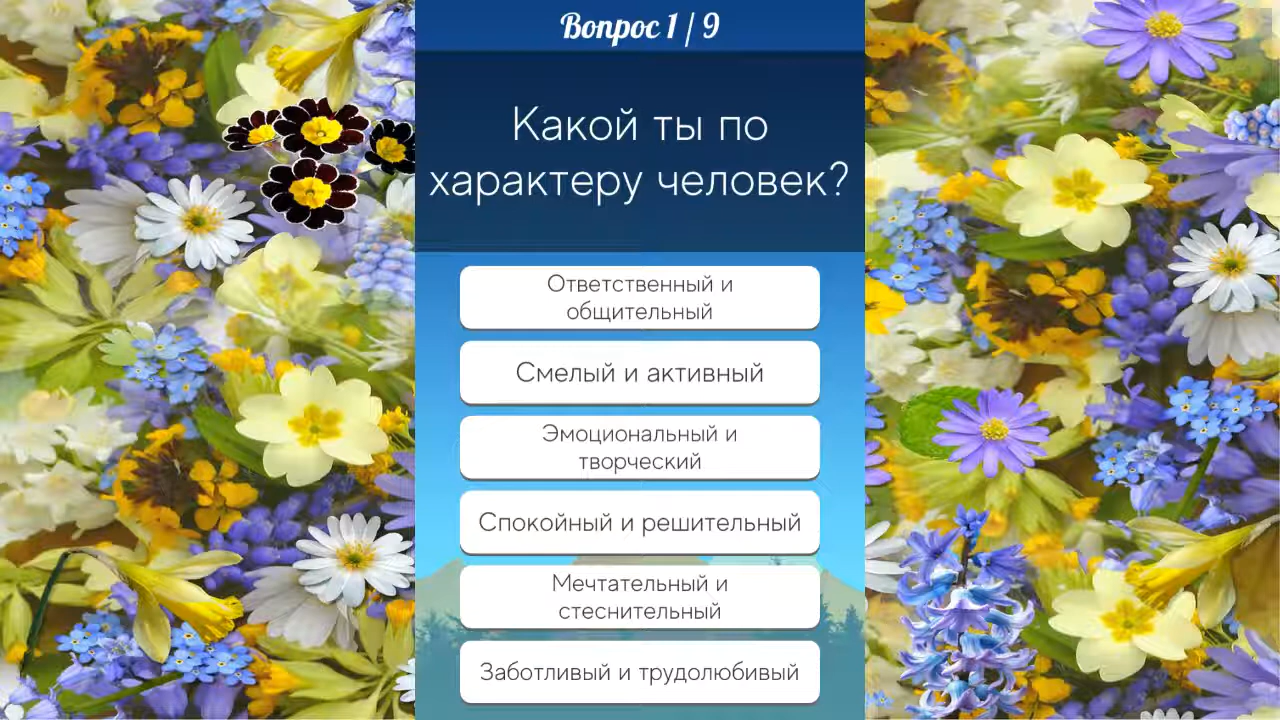 Вопрос 1 / 9
Какой ты по
характеру человек?
Ответственный и
общительный
Смелый и активный
Эмоциональный и
творческий
Спокойный и решительный
Мечтательный и
стеснительный
Заботливый и трудолюбивый